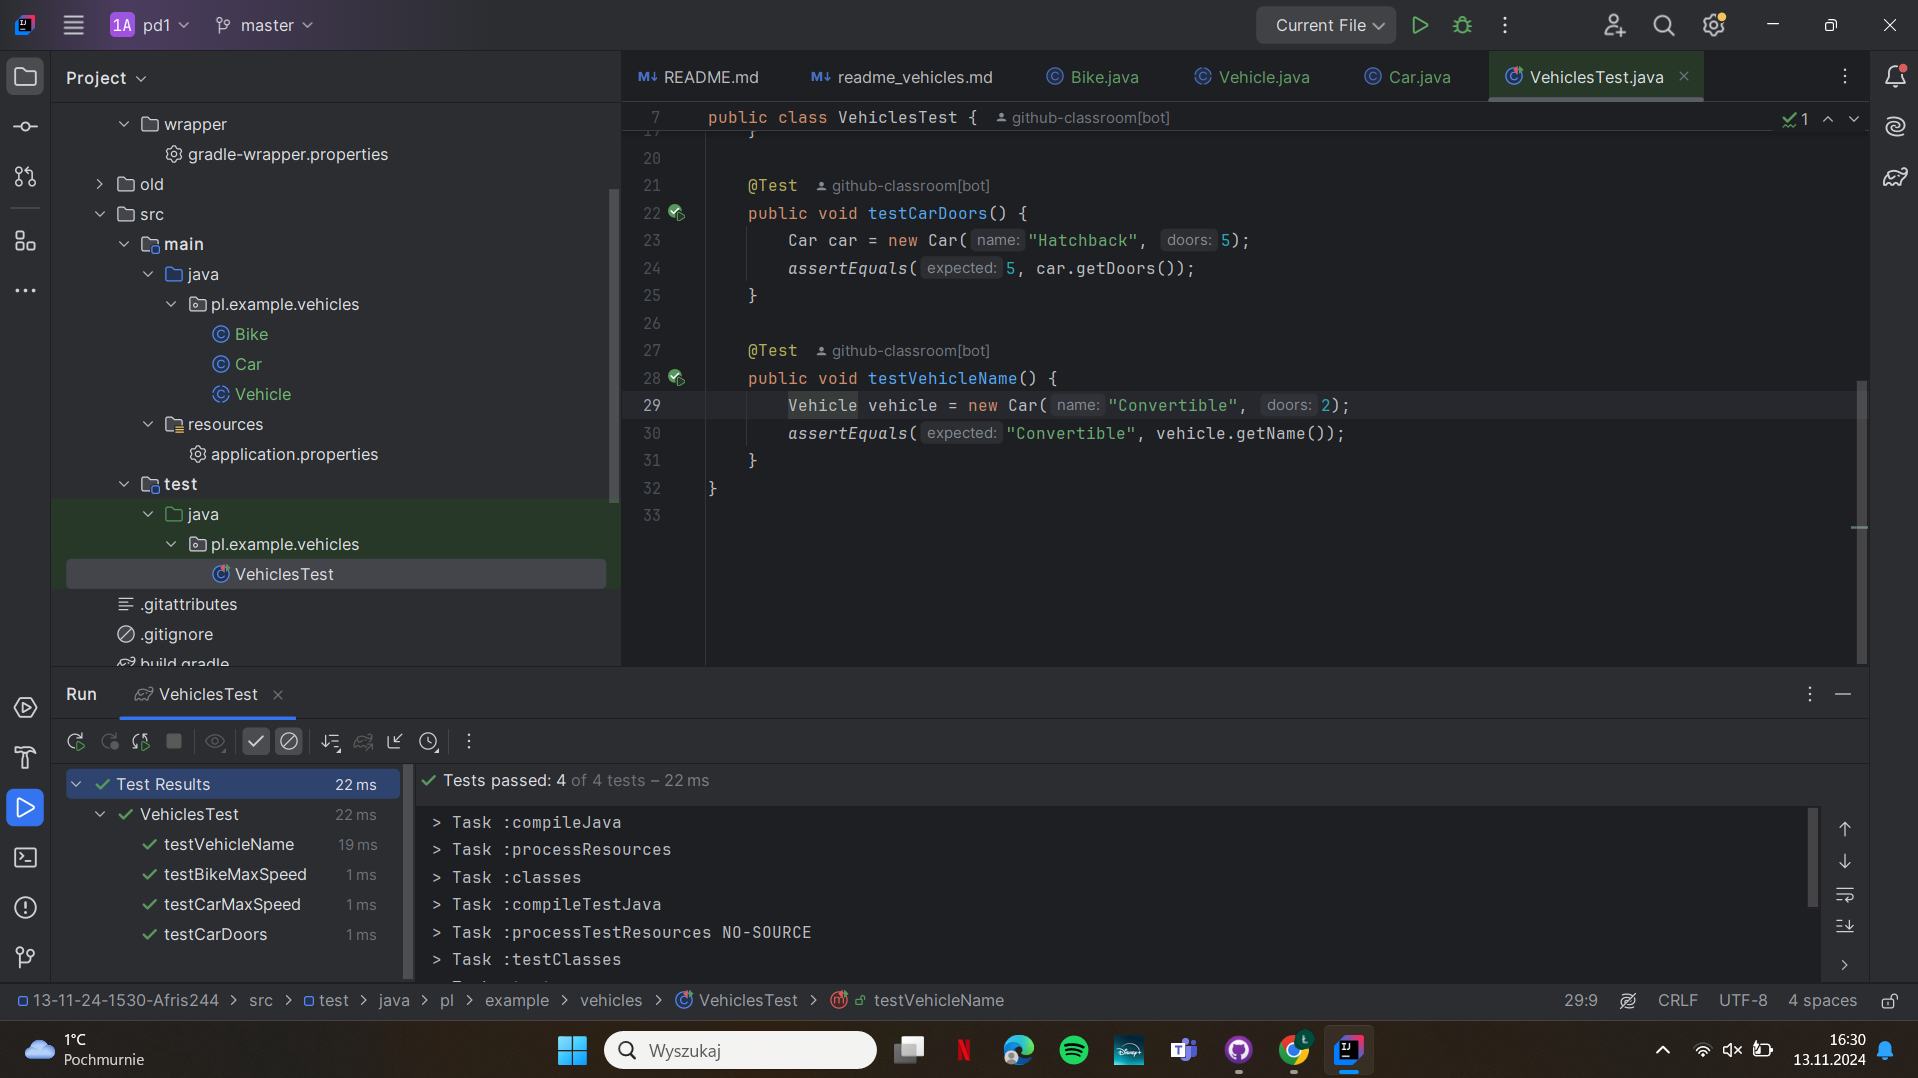 1A pd1 master Current File
Project
README.md readme_vehicles.md Bike.java Vehicle.java Car.java VehiclesTest.java
wrapper
gradle-wrapper.properties
old
src
main
java
pl.example.vehicles
Bike
Car
Vehicle
resources
application.properties
test
java
pl.example.vehicles
VehiclesTest
.gitattributes
.gitignore
build.gradle
7 public class VehiclesTest { github-classroom[bot] 1
}
20
21 @Test github-classroom[bot]
22 public void testCarDoors() {
23 Car car = new Car( name: "Hatchback", doors: 5);
24 assertEquals( expected: 5, car.getDoors());
25 }
26
27 @Test github-classroom[bot]
28 public void testVehicleName() {
29 Vehicle vehicle = new Car( name: "Convertible", doors: 2);
30 assertEquals( expected: "Convertible", vehicle.getName());
31 }
32 }
33
Run VehiclesTest
Test Results 22 ms
VehiclesTest 22 ms
testVehicleName 19 ms
testBikeMaxSpeed 1 ms
testCarMaxSpeed 1 ms
testCarDoors 1 ms
Tests passed: 4 of 4 tests – 22 ms
> Task :compileJava
> Task :processResources
> Task :classes
> Task :compileTestJava
> Task :processTestResources NO-SOURCE
> Task :testClasses
13-11-24-1530-Afris244 > src > test > java > pl > example > vehicles > VehiclesTest > testVehicleName 29:9 CRLF UTF-8 4 spaces
1°C
Pochmurnie
Wyszukaj
16:30
13.11.2024